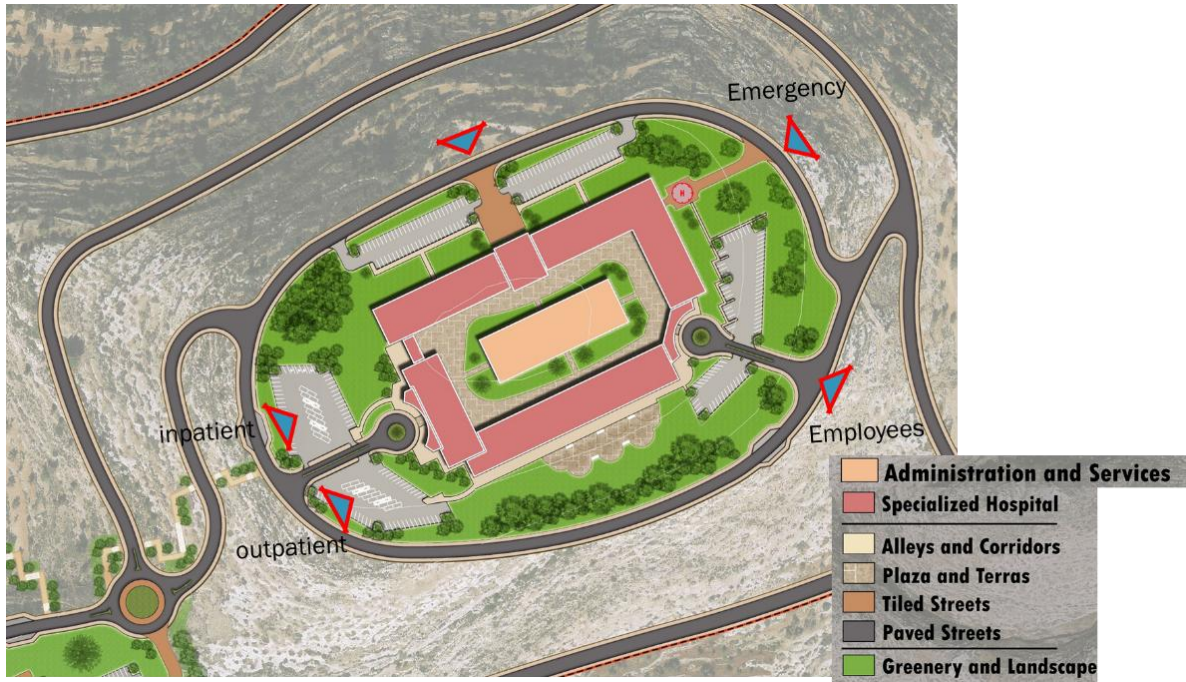 Emergency
H
inpatient
Employees
outpatient
Administration and Services
Specialized Hospital
Alleys and Corridors
Plaza and Terras
Tiled Streets
Paved Streets
Greenery and Landscape